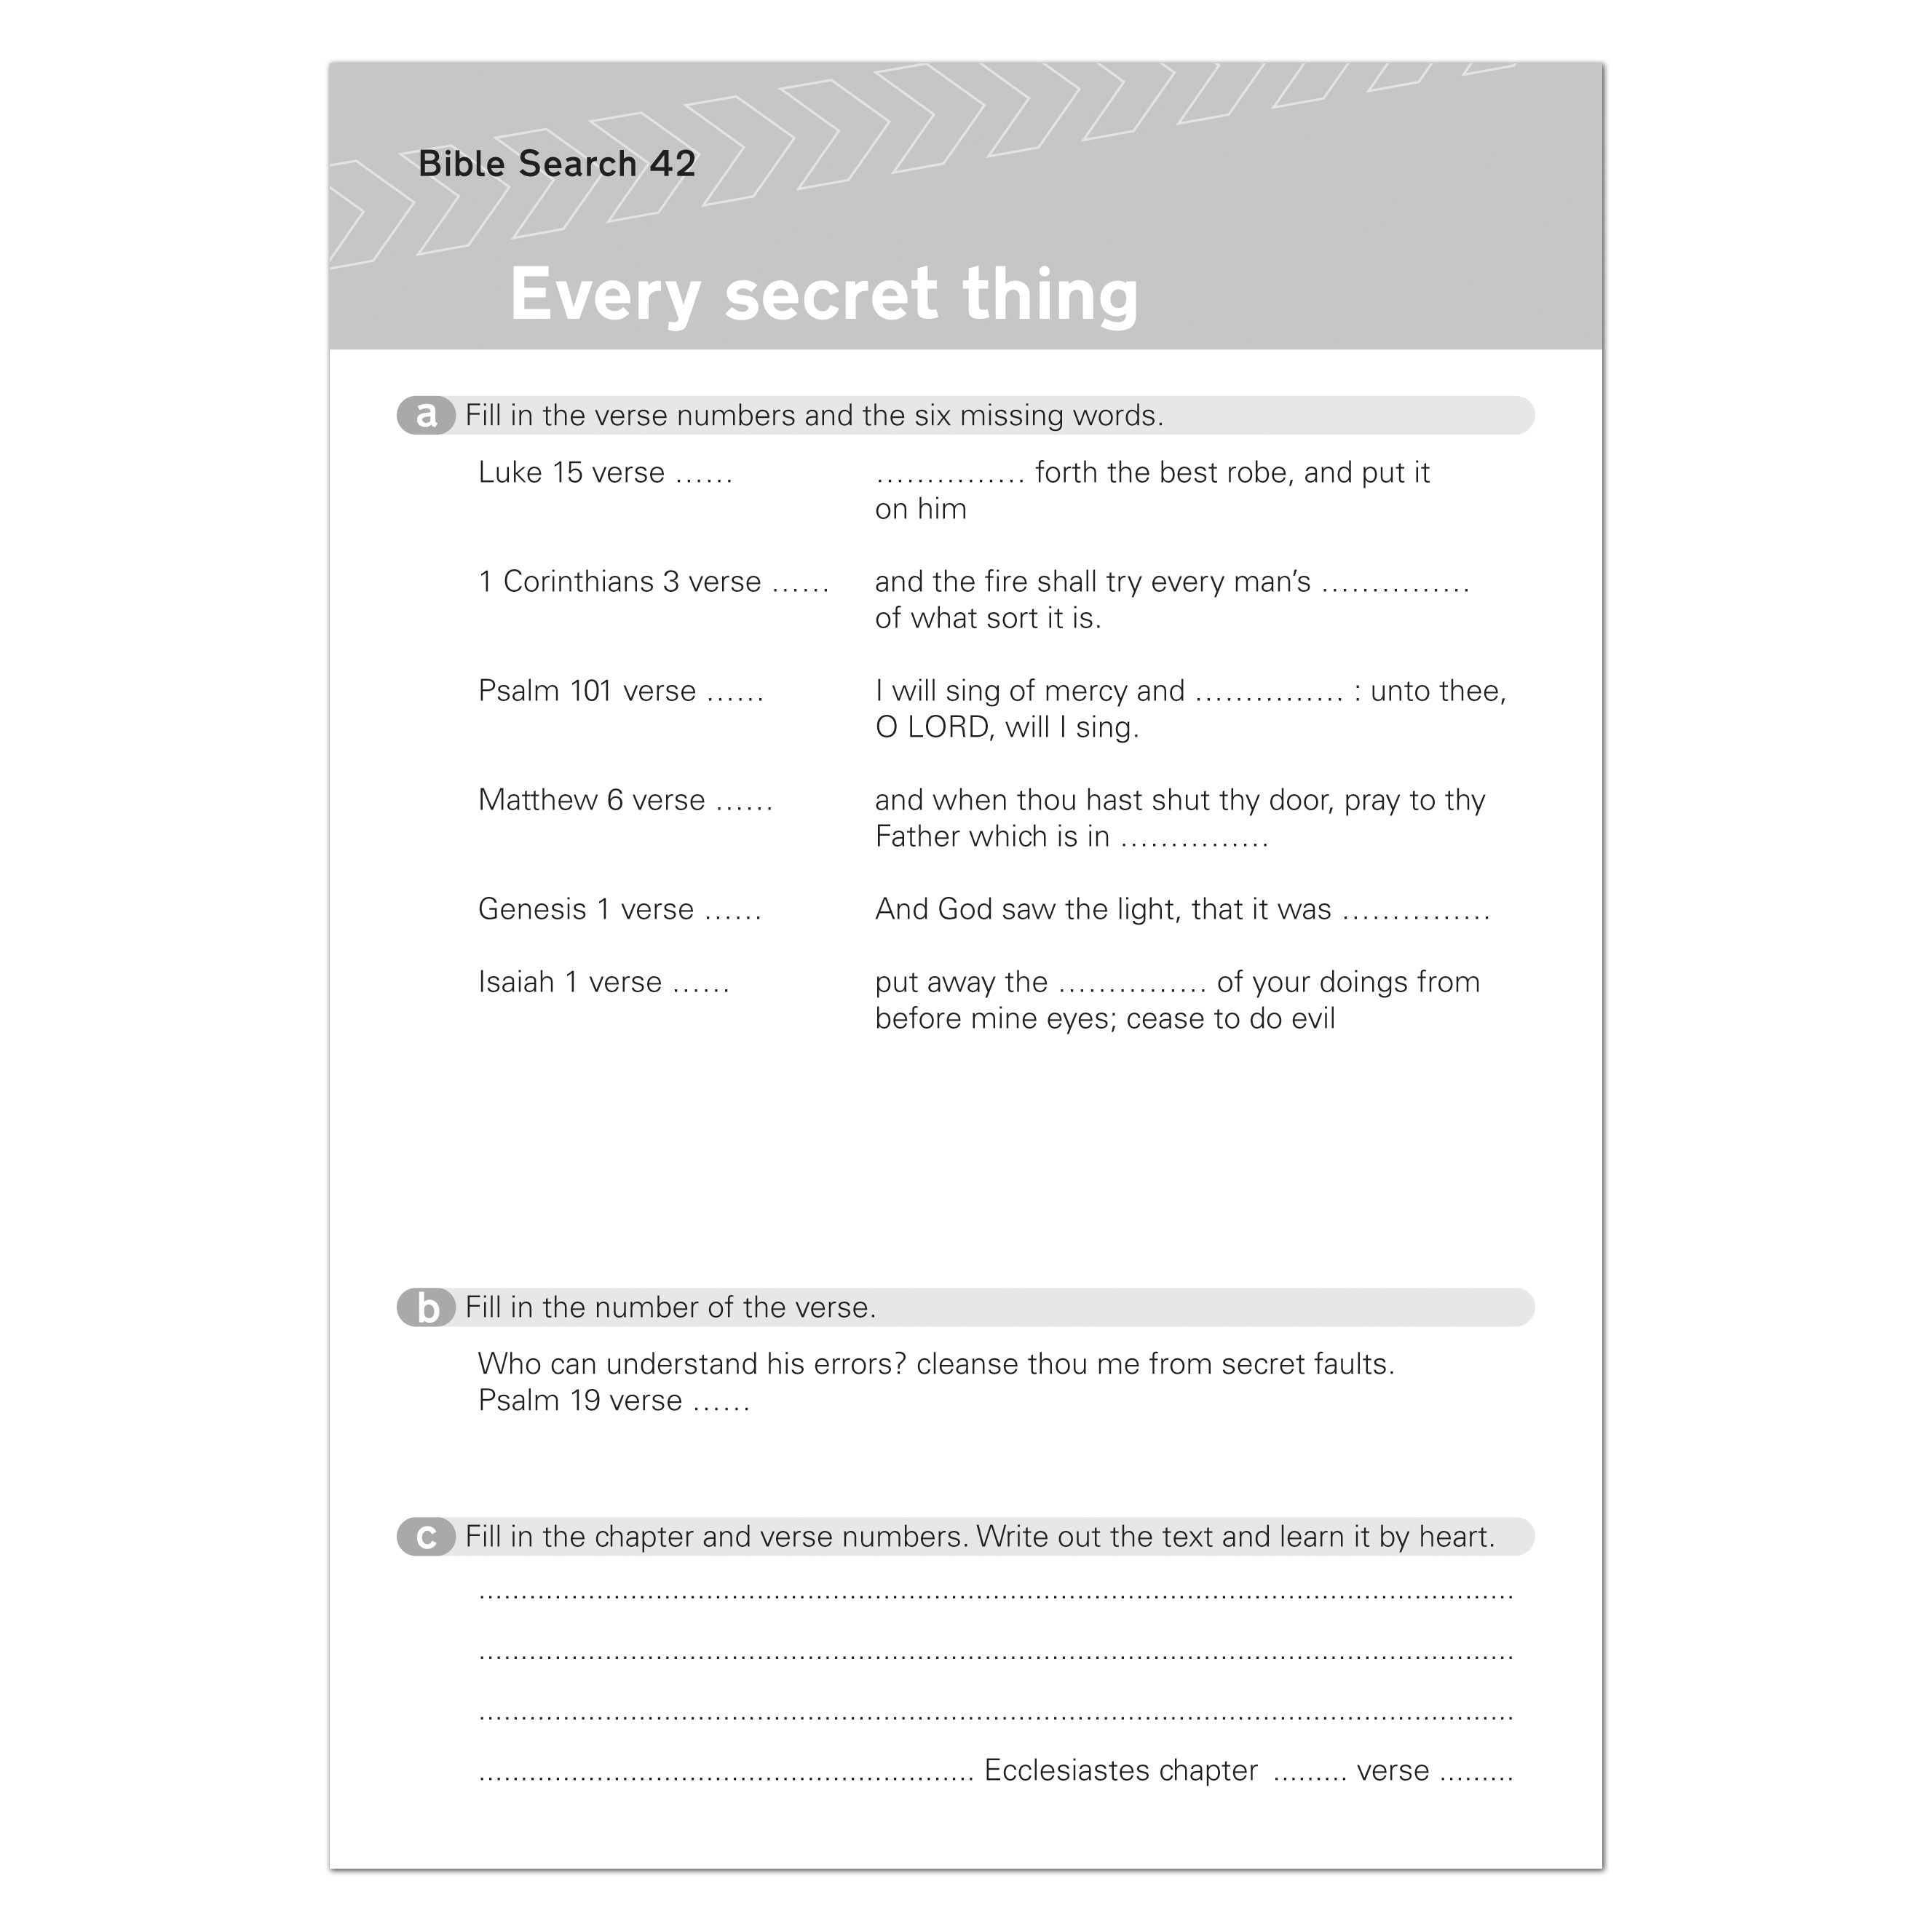 Bible Search 42
Every secret thing
a Fill in the verse numbers and the six missing words.
Luke 15 verse ...... ............... forth the best robe, and put it
on him
1 Corinthians 3 verse ...... and the fire shall try every man’s ...............
of what sort it is.
Psalm 101 verse ...... I will sing of mercy and ............... : unto thee,
O LORD, will I sing.
Matthew 6 verse ...... and when thou hast shut thy door, pray to thy
Father which is in ...............
Genesis 1 verse ...... And God saw the light, that it was ...............
Isaiah 1 verse ...... put away the ............... of your doings from
before mine eyes; cease to do evil
b Fill in the number of the verse.
Who can understand his errors? cleanse thou me from secret faults.
Psalm 19 verse ......
c Fill in the chapter and verse numbers. Write out the text and learn it by heart.
Ecclesiastes chapter ......... verse .........